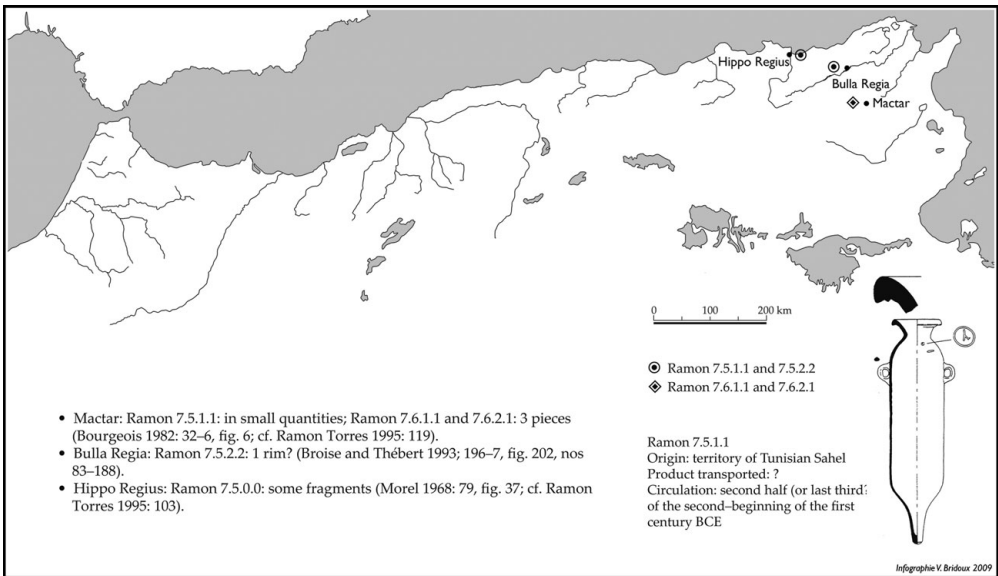 Hippo Regius
Bulla Regia
Mactar
0 100 200 km
Ramon 7.5.1.1 and 7.5.2.2
Ramon 7.6.1.1 and 7.6.2.1
• Mactar: Ramon 7.5.1.1: in small quantities; Ramon 7.6.1.1 and 7.6.2.1: 3 pieces
(Bourgeois 1982: 32–6, fig. 6; cf. Ramon Torres 1995: 119).
• Bulla Regia: Ramon 7.5.2.2: 1 rim? (Broise and Thébert 1993; 196–7, fig. 202, nos
83–188).
• Hippo Regius: Ramon 7.5.0.0: some fragments (Morel 1968: 79, fig. 37; cf. Ramon
Torres 1995: 103).
Ramon 7.5.1.1
Origin: territory of Tunisian Sahel
Product transported: ?
Circulation: second half (or last third?
of the second–beginning of the first
century BCE
Infographie V. Bridoux 2009